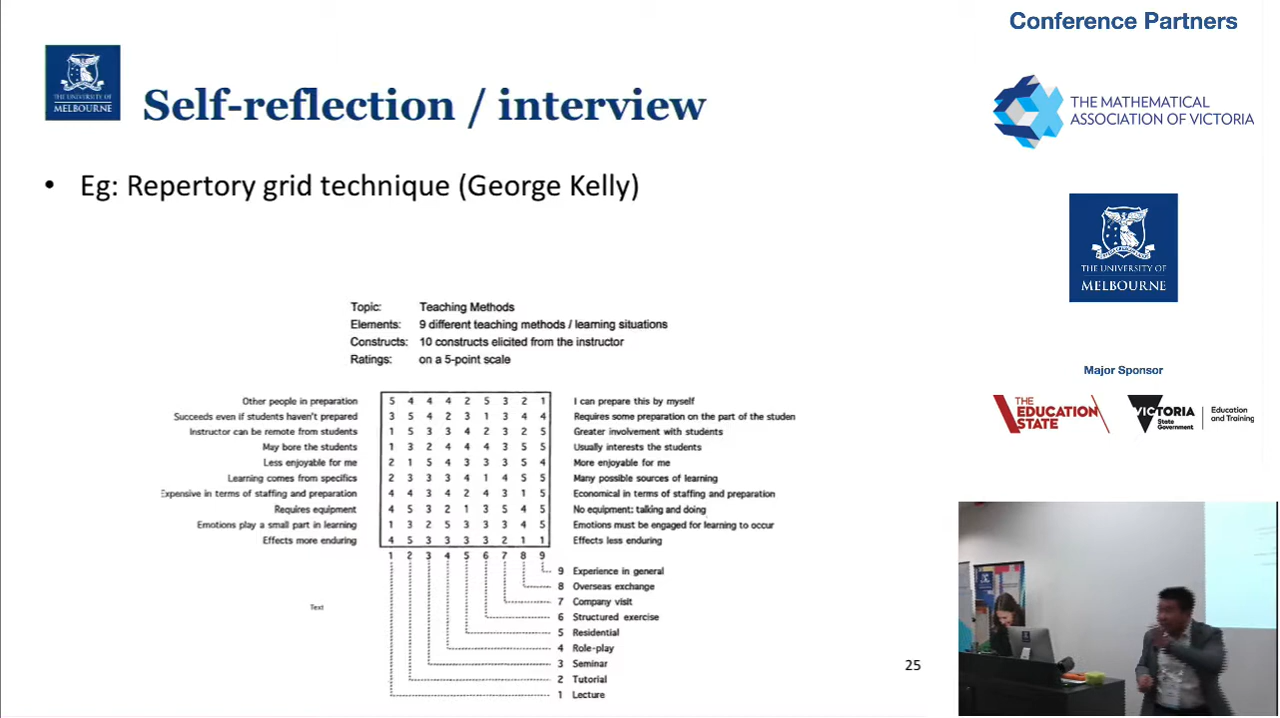 Conference Partners
THE UNIVERSITY OF
MELBOURNE
Self-reflection / interview
THE MATHEMATICAL
ASSOCIATION OF VICTORIA
• Eg: Repertory grid technique (George Kelly)
THE UNIVERSITY OF
MELBOURNE
Topic: Teaching Methods
Elements: 9 different teaching methods / learning situations
Constructs: 10 constructs elicited from the instructor
Ratings: on a 5-point scale
Major Sponsor
THE
EDUCATION
STATE
VICTORIA
State
Government
Education
and Training
Other people in preparation 5 4 4 4 2 5 3 2 1 I can prepare this by myself
Succeeds even if students haven't prepared 3 5 4 2 3 1 3 4 4 Requires some preparation on the part of the studen
Instructor can be remote from students 1 5 3 3 4 2 3 2 5 Greater involvement with students
May bore the students 1 3 2 4 4 4 3 5 5 Usually interests the students
Less enjoyable for me 2 1 5 4 3 3 3 5 4 More enjoyable for me
Learning comes from specifics 2 3 3 3 4 1 4 5 5 Many possible sources of learning
Expensive in terms of staffing and preparation 4 4 3 4 2 4 3 1 5 Economical in terms of staffing and preparation
Requires equipment 4 5 3 2 1 3 5 4 5 No equipment: talking and doing
Emotions play a small part in learning 1 3 2 5 3 3 3 4 5 Emotions must be engaged for learning to occur
Effects more enduring 4 5 3 3 3 3 2 1 1 Effects less enduring
1 2 3 4 5 6 7 8 9
9 Experience in general
8 Overseas exchange
7 Company visit
Text
6 Structured exercise
5 Residential
4 Role-play
3 Seminar
2 Tutorial
1 Lecture
25